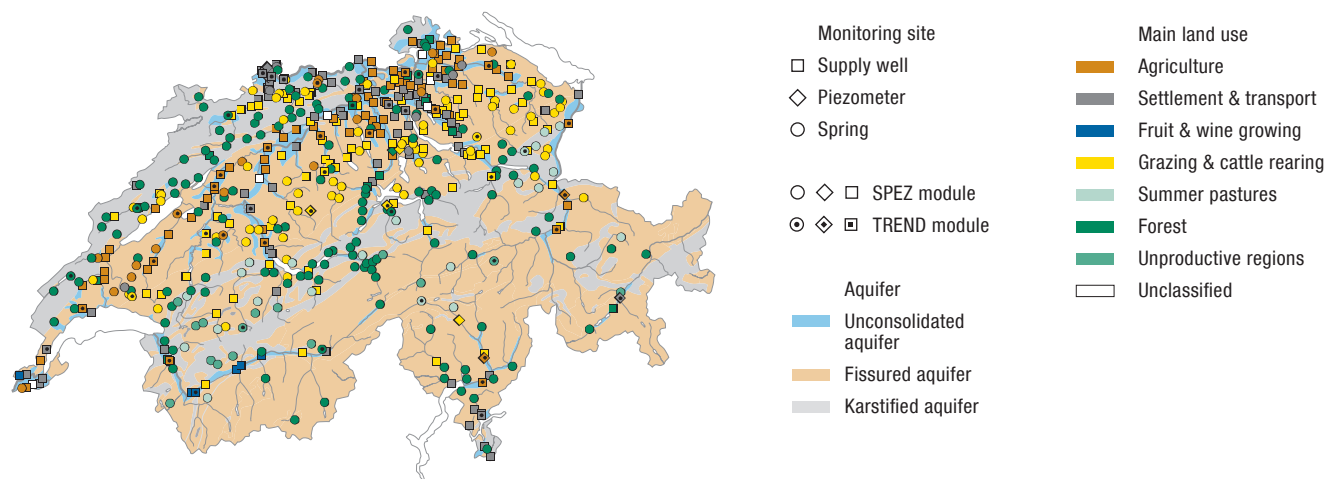 Monitoring site
Supply well
Piezometer
Spring
SPEZ module
TREND module
Aquifer
Unconsolidated
aquifer
Fissured aquifer
Karstified aquifer
Main land use
Agriculture
Settlement & transport
Fruit & wine growing
Grazing & cattle rearing
Summer pastures
Forest
Unproductive regions
Unclassified